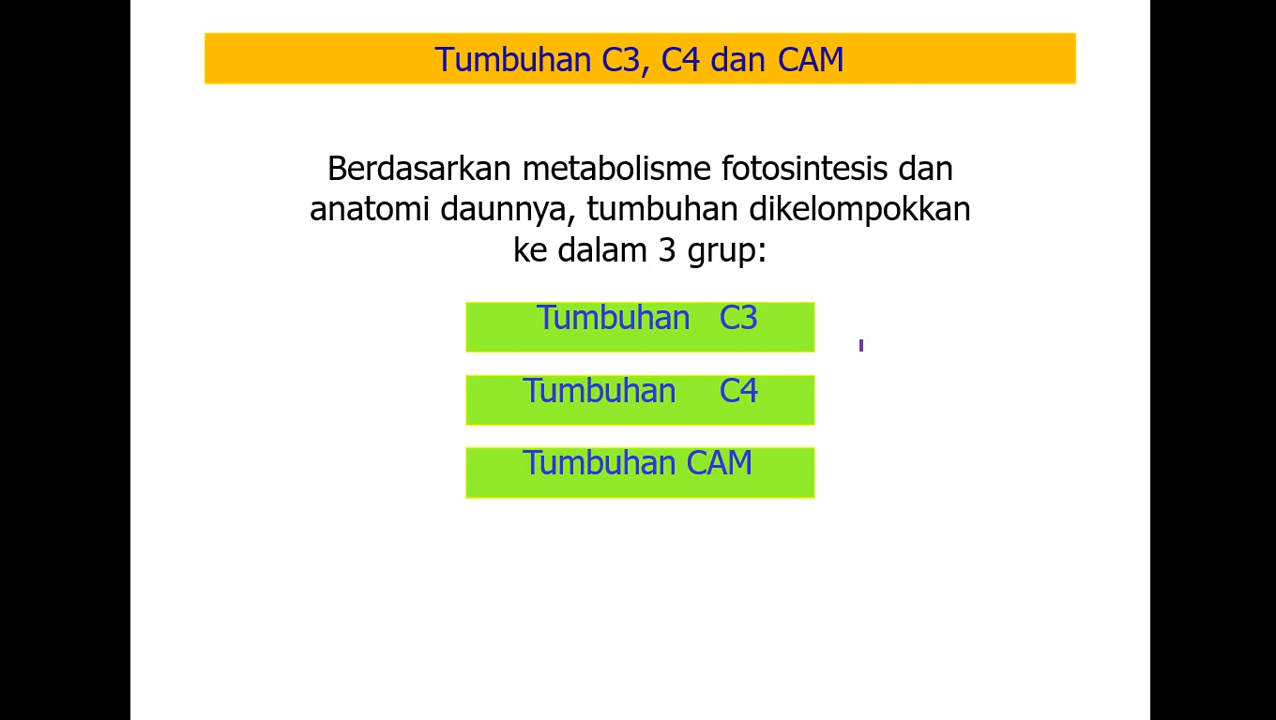 Tumbuhan C3, C4 dan CAM
Berdasarkan metabolisme fotosintesis dan
anatomi daunnya, tumbuhan dikelompokkan
ke dalam 3 grup:
Tumbuhan C3
Tumbuhan C4
Tumbuhan CAM